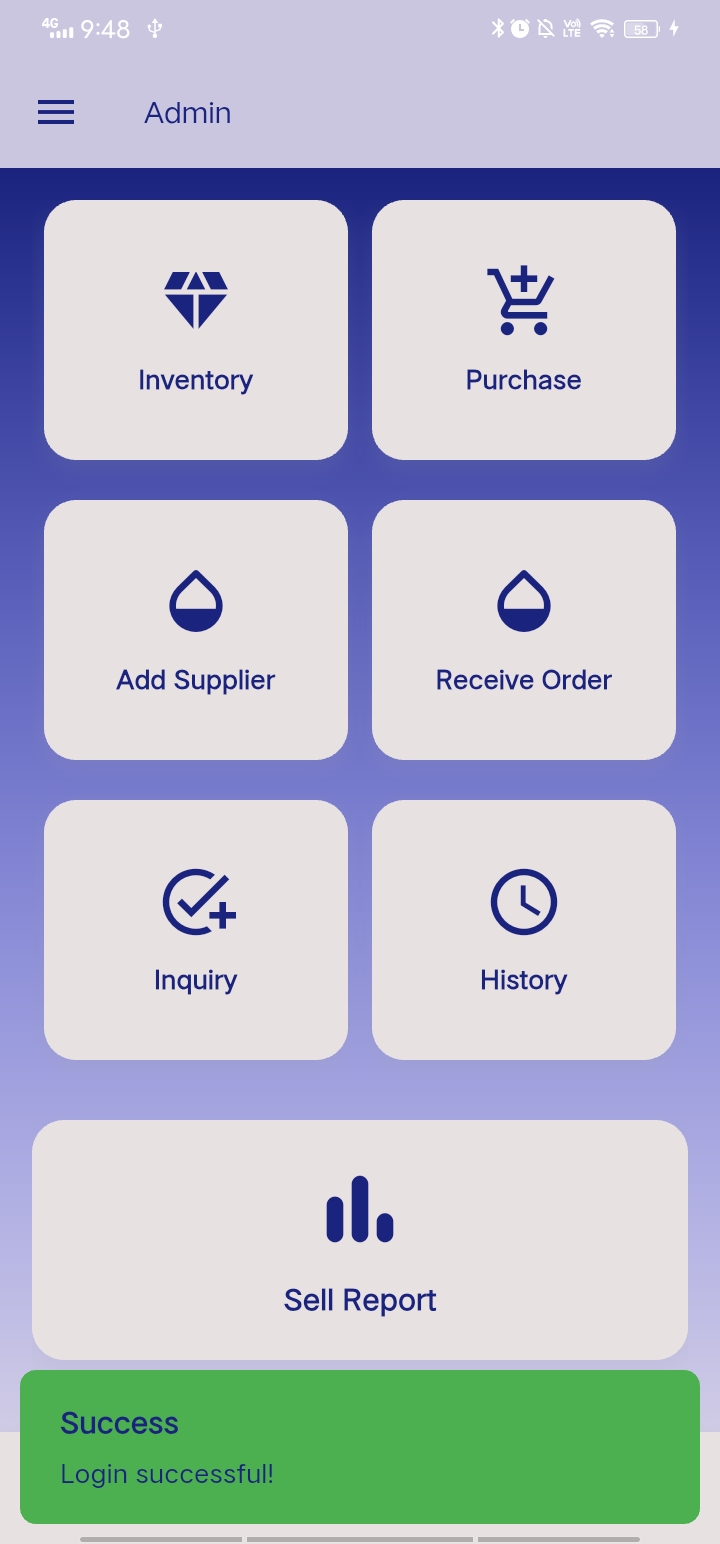 4G 9:48 Vo) LTE 58
Admin
Inventory Purchase
Add Supplier Receive Order
Inquiry History
Sell Report
Success
Login successful!